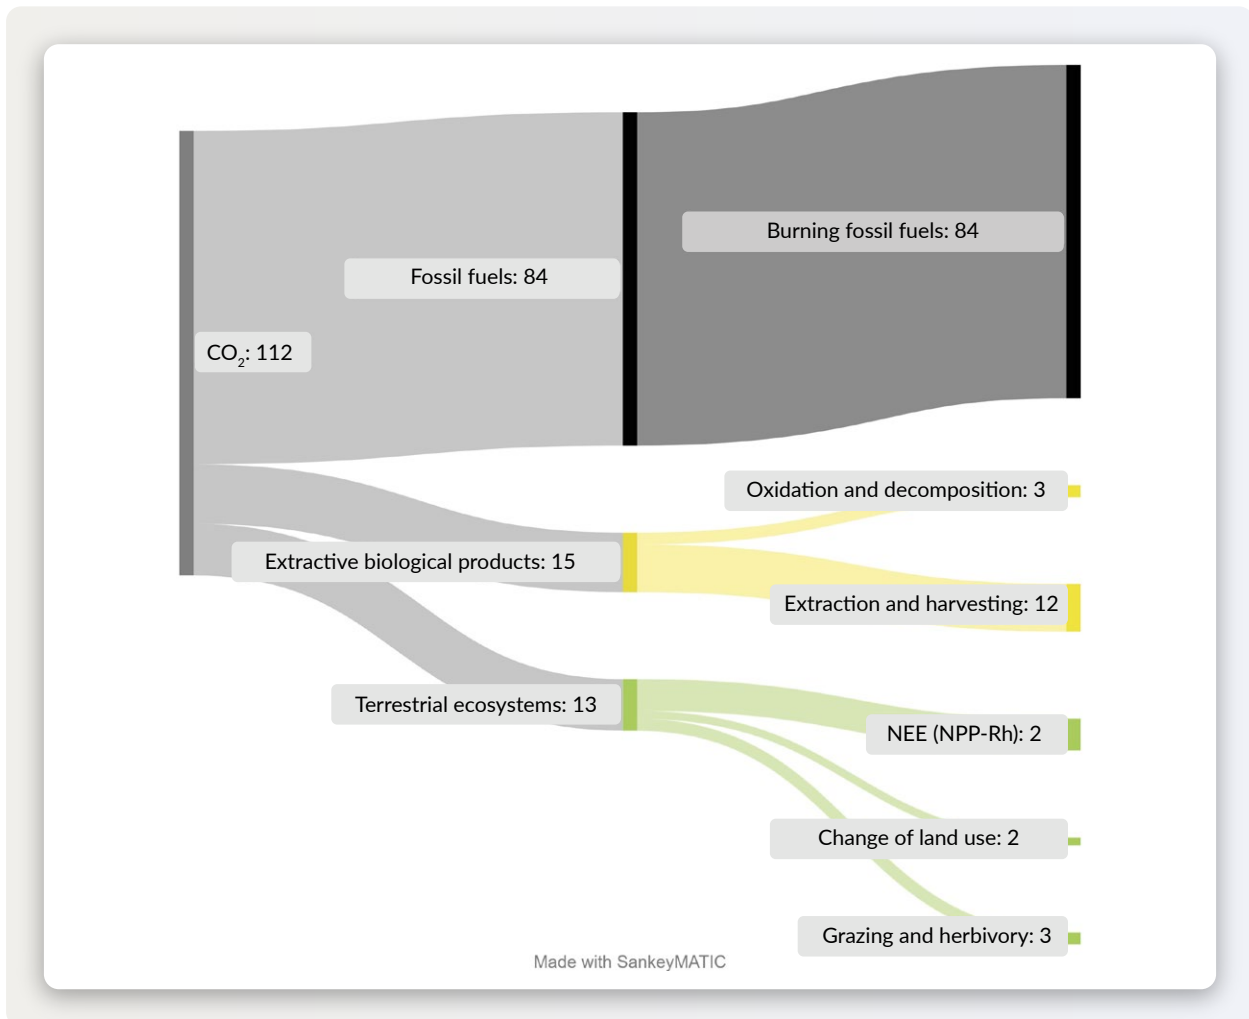 Burning fossil fuels: 84
Fossil fuels: 84
CO₂: 112
Oxidation and decomposition: 3
Extractive biological products: 15
Extraction and harvesting: 12
Terrestrial ecosystems: 13
NEE (NPP-Rh): 2
Change of land use: 2
Grazing and herbivory: 3
Made with SankeyMATIC